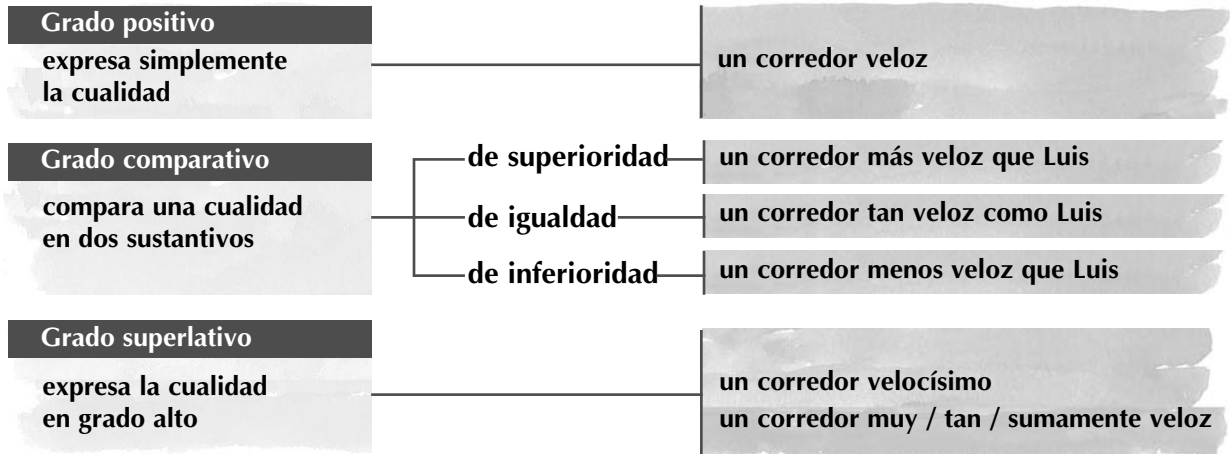 Grado positivo
expresa simplemente
la cualidad
un corredor veloz
Grado comparativo
compara una cualidad
en dos sustantivos
de superioridad
un corredor más veloz que Luis
de igualdad
un corredor tan veloz como Luis
de inferioridad
un corredor menos veloz que Luis
Grado superlativo
expresa la cualidad
en grado alto
un corredor velocísimo
un corredor muy / tan / sumamente veloz